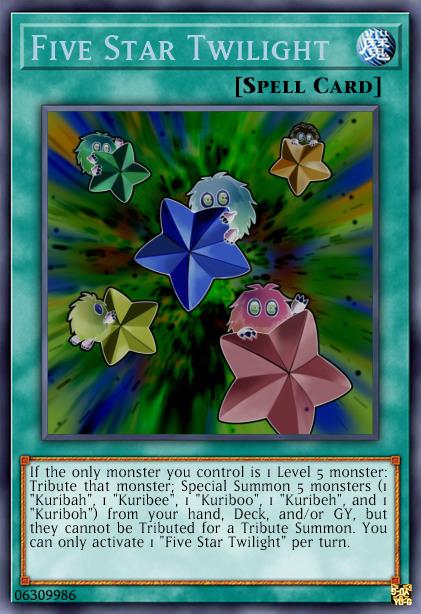 Five Star Twilight
魔
[Spell Card]
If the only monster you control is 1 Level 5 monster:
Tribute that monster; Special Summon 5 monsters (1
"Kuribah", 1 "Kuribee", 1 "Kuriboo", 1 "Kuribeh", and 1
"Kuriboh") from your hand, Deck, and/or GY, but
they cannot be Tributed for a Tribute Summon. You
can only activate 1 "Five Star Twilight" per turn.
06309986